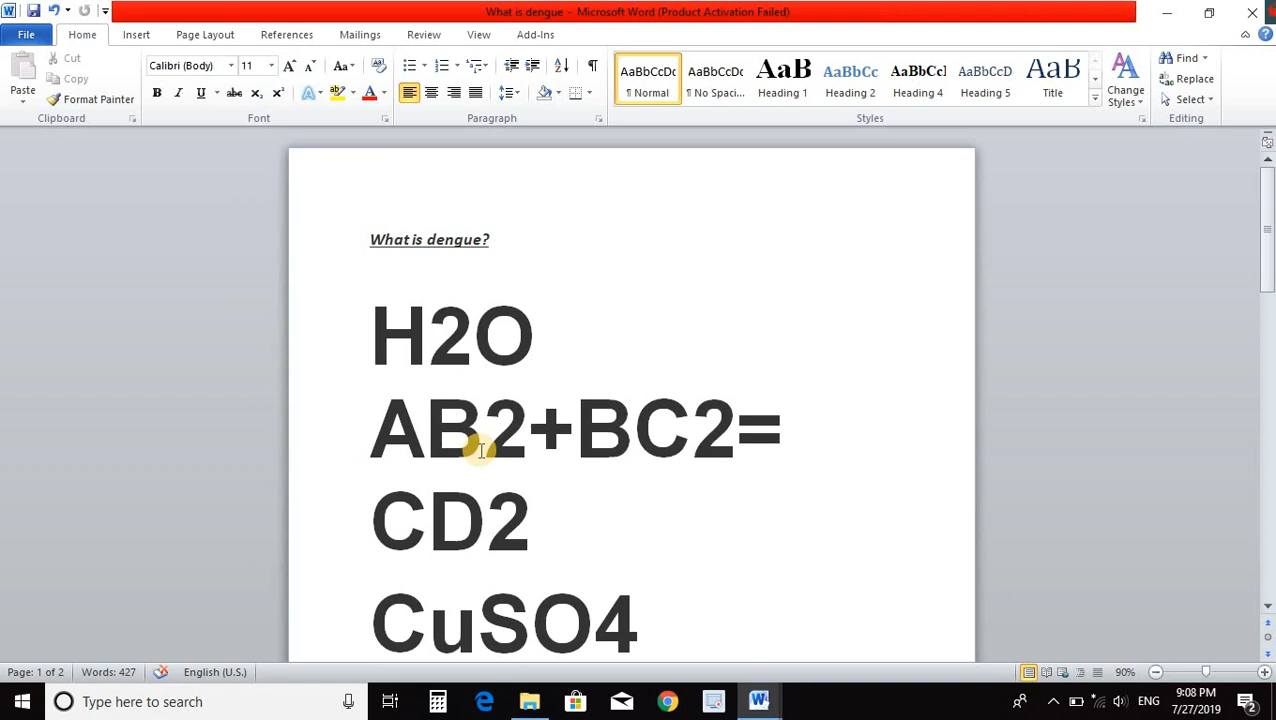 What is dengue - Microsoft Word (Product Activation Failed)
File Home Insert Page Layout References Mailings Review View Add-Ins
Cut
Copy
Paste
Format Painter
Clipboard
Calibri (Body) 11
Font
Paragraph
AaBbCcDc AaBbCcDc AaB AaBbCc AaBbCcI AaBbCcD AaB
¶ Normal ¶ No Spaci... Heading 1 Heading 2 Heading 4 Heading 5 Title
Change Styles
Styles
Find
Replace
Select
Editing
What is dengue?
H2O
AB2+BC2=
CD2
CuSO4
Page: 1 of 2 Words: 427 English (U.S.) 90%
Type here to search
ENG
9:08 PM
7/27/2019
2